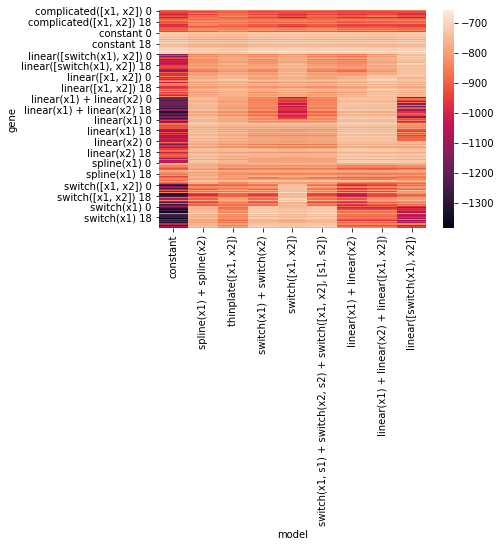 complicated([x1, x2]) 0
complicated([x1, x2]) 18
constant 0
constant 18
linear([switch(x1), x2]) 0
linear([switch(x1), x2]) 18
linear([x1, x2]) 0
linear([x1, x2]) 18
linear(x1) + linear(x2) 0
linear(x1) + linear(x2) 18
linear(x1) 0
linear(x1) 18
linear(x2) 0
linear(x2) 18
spline(x1) 0
spline(x1) 18
switch([x1, x2]) 0
switch([x1, x2]) 18
switch(x1) 0
switch(x1) 18
gene
constant
spline(x1) + spline(x2)
thinplate([x1, x2])
switch(x1) + switch(x2)
switch([x1, x2])
switch(x1, s1) + switch(x2, s2) + switch([x1, x2], [s1, s2])
linear(x1) + linear(x2)
linear(x1) + linear(x2) + linear([x1, x2])
linear([switch(x1), x2])
model
−700
−800
−900
−1000
−1100
−1200
−1300